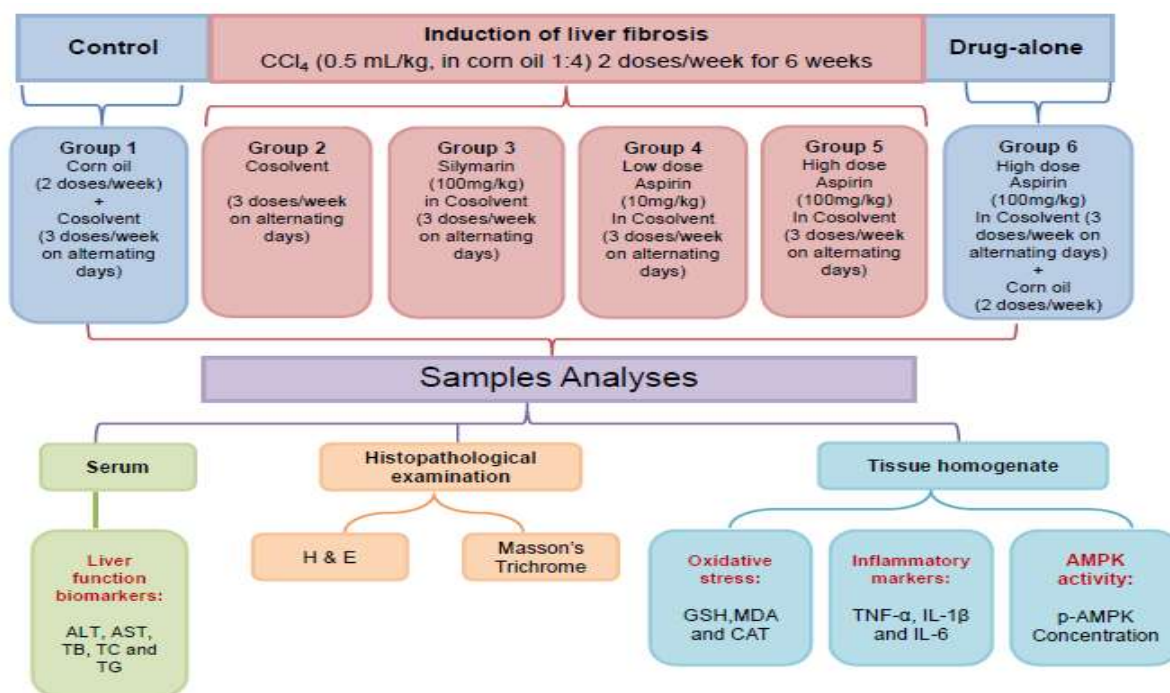 Control
Induction of liver fibrosis
CCl₄ (0.5 mL/kg, in corn oil 1:4) 2 doses/week for 6 weeks
Drug-alone
Group 1
Corn oil
(2 doses/week)
+
Cosolvent
(3 doses/week
on alternating
days)
Group 2
Cosolvent
(3 doses/week
on alternating
days)
Group 3
Silymarin
(100mg/kg)
in Cosolvent
(3 doses/week
on alternating
days)
Group 4
Low dose
Aspirin
(10mg/kg)
In Cosolvent
(3 doses/week
on alternating
days)
Group 5
High dose
Aspirin
(100mg/kg)
In Cosolvent
(3 doses/week
on alternating
days)
Group 6
High dose
Aspirin
(100mg/kg)
In Cosolvent (3
doses/week on
alternating days)
+
Corn oil
(2 doses/week)
Samples Analyses
Serum
Histopathological
examination
Tissue homogenate
Liver
function
biomarkers:
ALT, AST,
TB, TC and
TG
H & E
Masson's
Trichrome
Oxidative
stress:
GSH,MDA
and CAT
Inflammatory
markers:
TNF-α, IL-1β
and IL-6
AMPK
activity:
p-AMPK
Concentration